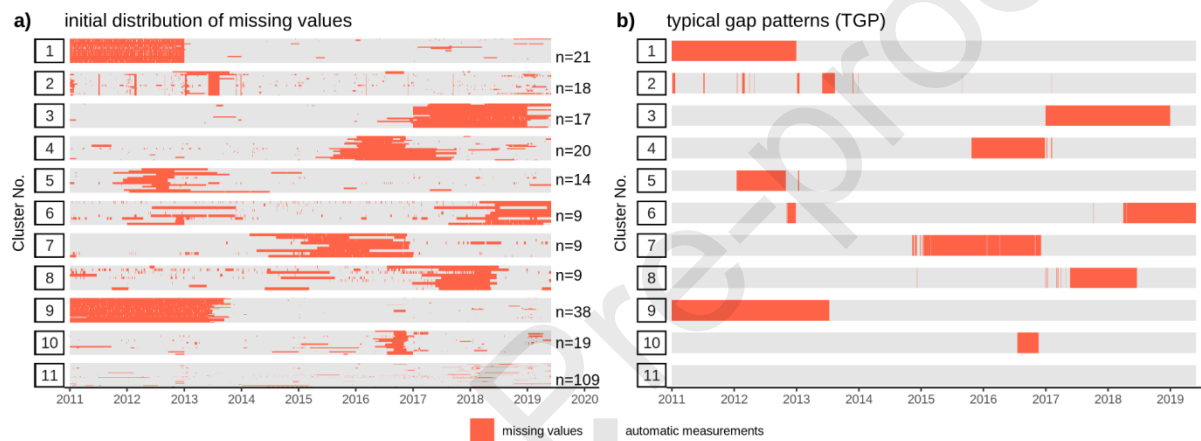 a) initial distribution of missing values
b) typical gap patterns (TGP)
Cluster No.
1
n=21
2
n=18
3
n=17
4
n=20
5
n=14
6
n=9
7
n=9
8
n=9
9
n=38
10
n=19
11
n=109
2011 2012 2013 2014 2015 2016 2017 2018 2019 2020
Cluster No.
1
2
3
4
5
6
7
8
9
10
11
2011 2012 2013 2014 2015 2016 2017 2018 2019
missing values
automatic measurements
Pre-proo